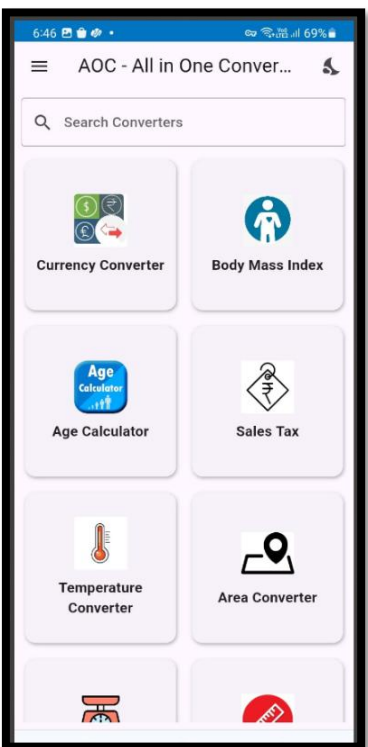 6:46
69%
AOC - All in One Conver...
Search Converters
Currency Converter
Body Mass Index
Age
Calculator
Age Calculator
Sales Tax
Temperature
Converter
Area Converter